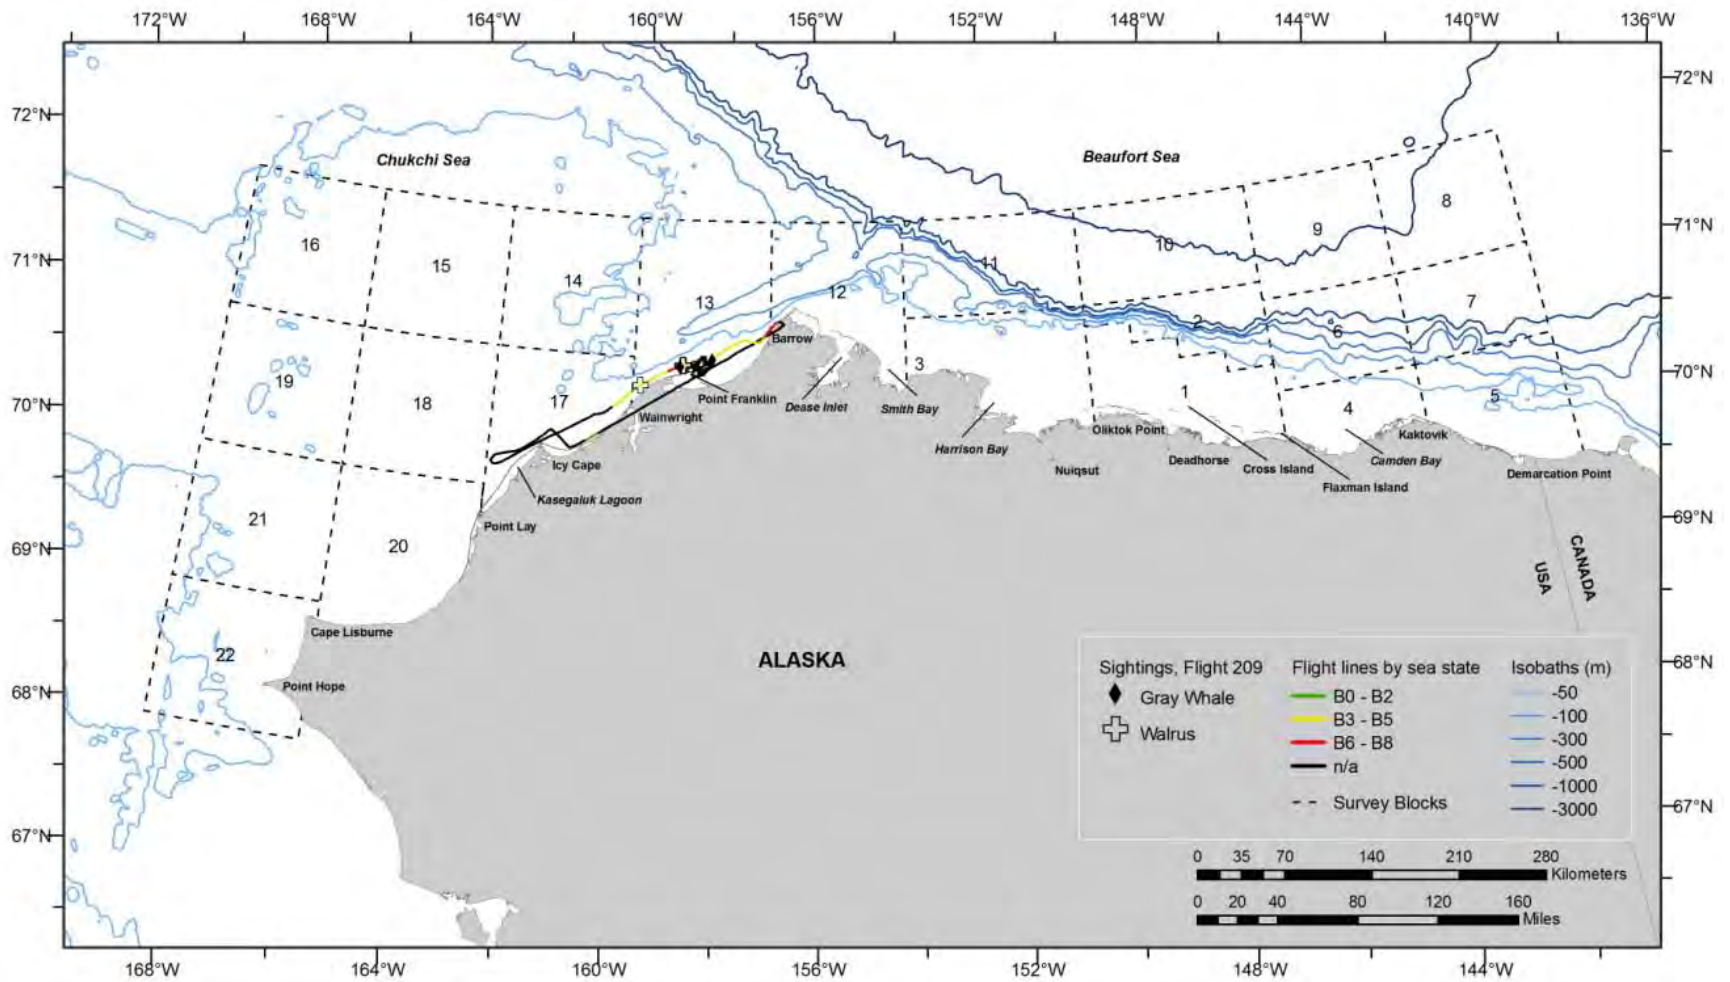 172°W 168°W 164°W 160°W 156°W 152°W 148°W 144°W 140°W 136°W
72°N 72°N
Chukchi Sea Beaufort Sea
8
9
16 10
71°N 71°N
15 11
14 12
13 7
2 6
19 Barrow
3 70°N
70°N 18 17 Point Franklin Dease Inlet Smith Bay 1 5
Wainwright 4
Oliktok Point Kaktovik
Harrison Bay
Icy Cape Nuiqsut Deadhorse Cross Island Camden Bay Demarcation Point
Flaxman Island
Kasegaluk Lagoon
21 Point Lay 69°N
69°N 20
USA CANADA
Cape Lisburne
22 ALASKA 68°N
Point Hope
68°N
Sightings, Flight 209
Gray Whale
Walrus
Flight lines by sea state
B0 - B2
B3 - B5
B6 - B8
n/a
Survey Blocks
Isobaths (m)
-50
-100
-300
-500
-1000
-3000
67°N 67°N
0 35 70 140 210 280
Kilometers
0 20 40 80 120 160
Miles
168°W 164°W 160°W 156°W 152°W 148°W 144°W